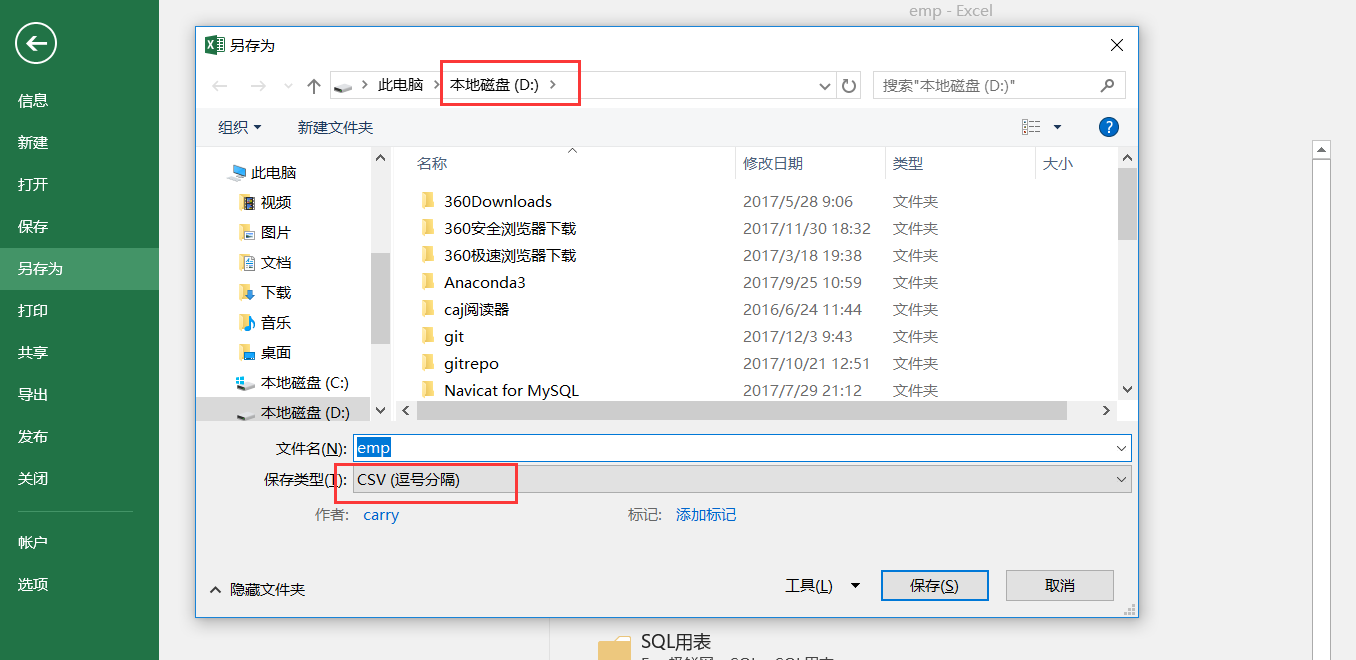 emp - Excel
另存为
此电脑
本地磁盘 (D:)
搜索"本地磁盘 (D:)"
组织
新建文件夹
?
信息
新建
打开
保存
另存为
打印
共享
导出
发布
关闭
帐户
选项
此电脑
视频
图片
文档
下载
音乐
桌面
本地磁盘 (C:)
本地磁盘 (D:)
名称 修改日期 类型 大小
360Downloads 2017/5/28 9:06 文件夹
360安全浏览器下载 2017/11/30 18:32 文件夹
360极速浏览器下载 2017/3/18 19:38 文件夹
Anaconda3 2017/9/25 10:59 文件夹
caj阅读器 2016/6/24 11:44 文件夹
git 2017/12/3 9:43 文件夹
gitrepo 2017/10/21 12:51 文件夹
Navicat for MySQL 2017/7/29 21:12 文件夹
文件名(N): emp
保存类型(T): CSV (逗号分隔)
作者: carry 标记: 添加标记
隐藏文件夹
工具(L) 保存(S) 取消
SQL用表